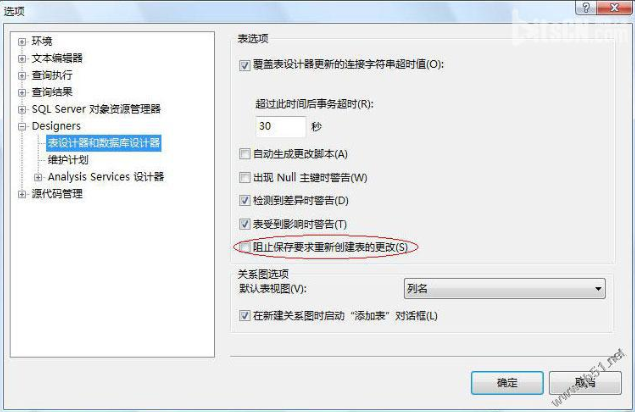 选项
BITSCN.com
环境
文本编辑器
查询执行
查询结果
SQL Server 对象资源管理器
Designers
表设计器和数据库设计器
维护计划
Analysis Services 设计器
源代码管理
表选项
覆盖表设计器更新的连接字符串超时值(O):
超过此时间后事务超时(R):
30 秒
自动生成更改脚本(A)
出现 Null 主键时警告(W)
检测到差异时警告(D)
表受到影响时警告(T)
阻止保存要求重新创建表的更改(S)
关系图选项
默认表视图(V): 列名
在新建关系图时启动“添加表”对话框(L)
确定 取消
www.jb51.net